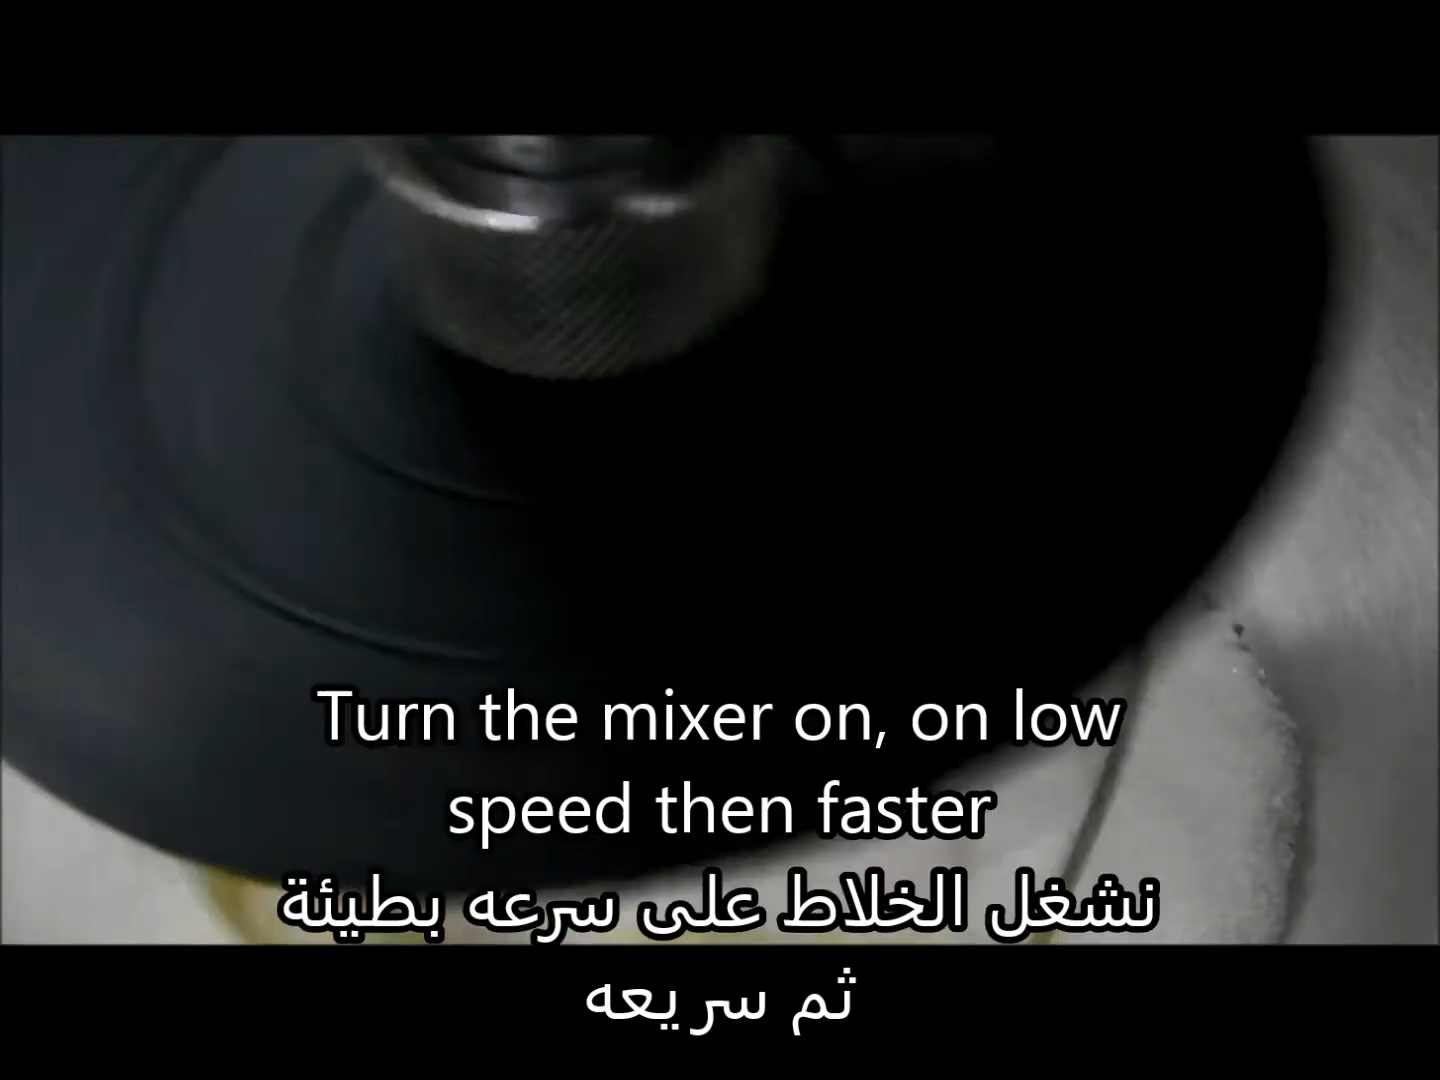 Turn the mixer on, on low
speed then faster
نشغل الخلاط على سرعه بطيئة
ثم سريعه